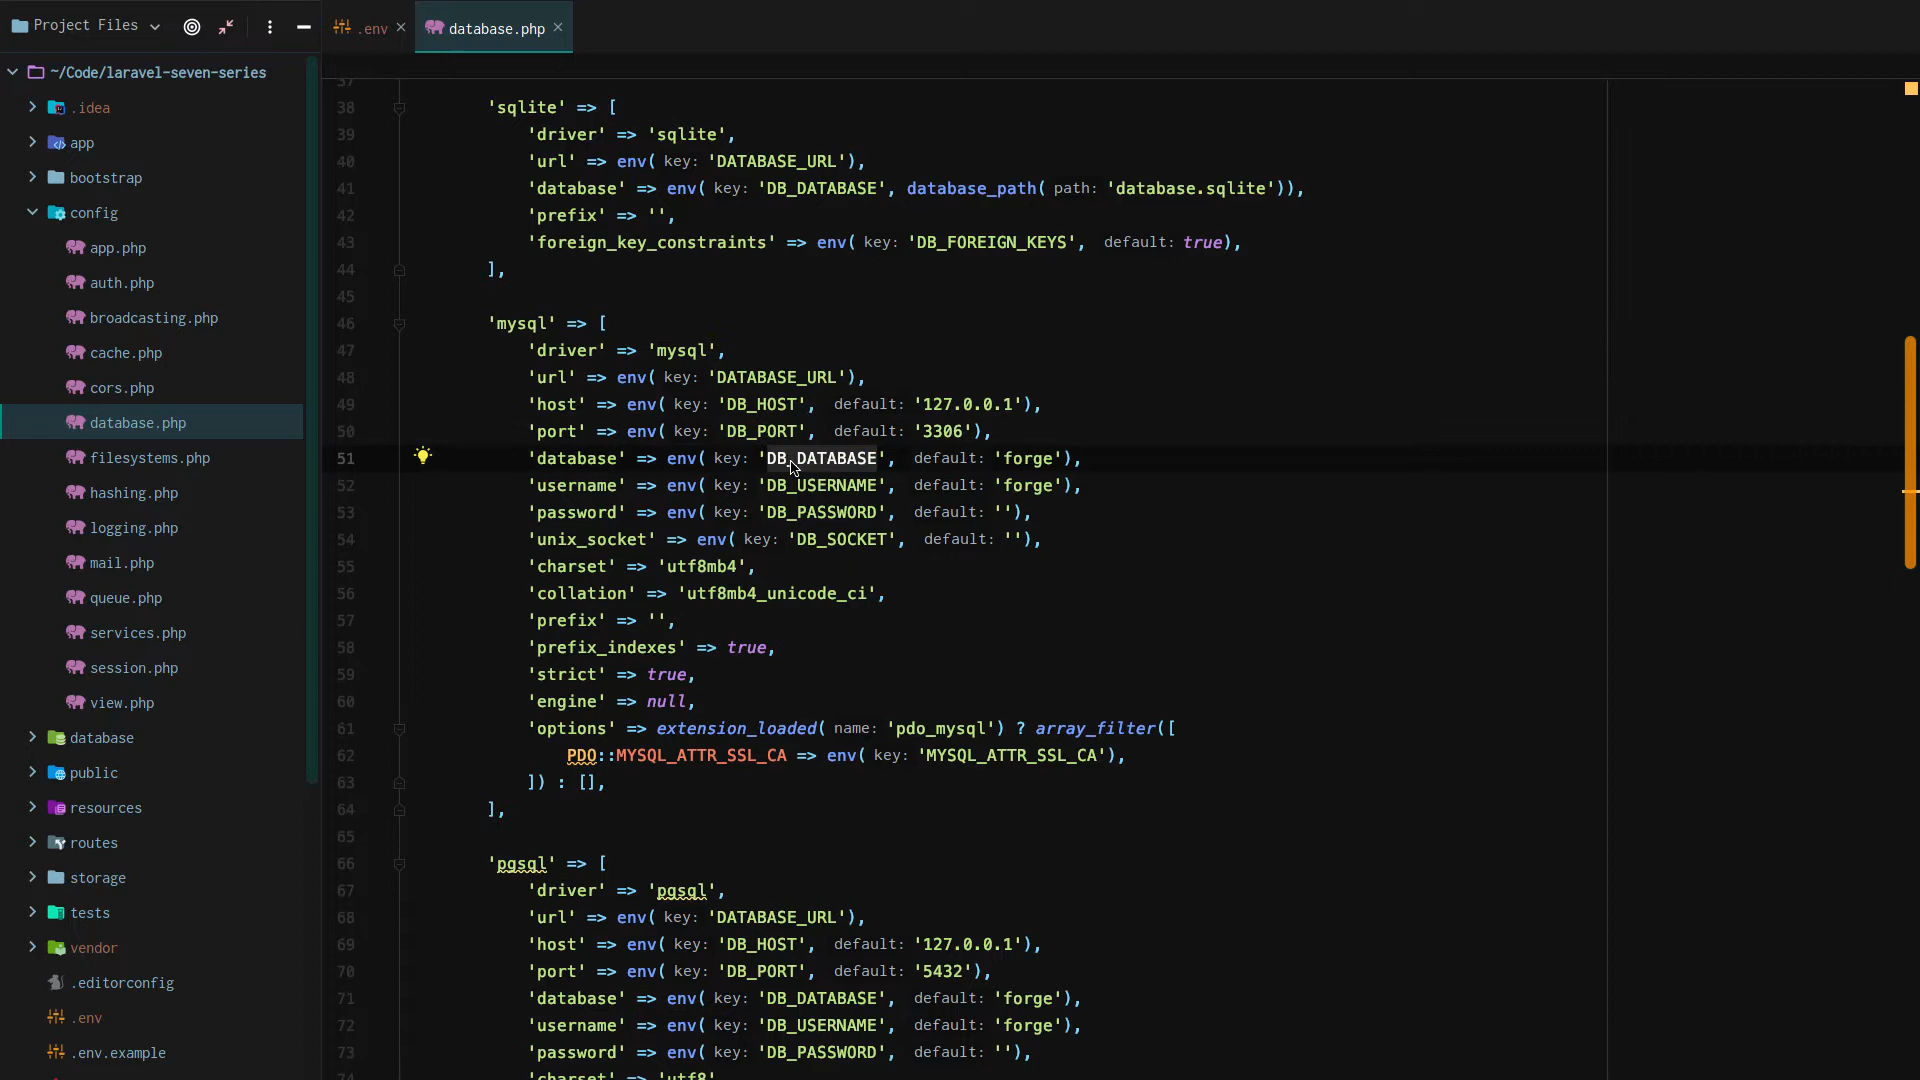 Project Files
.env
database.php
~/Code/laravel-seven-series
.idea
app
bootstrap
config
app.php
auth.php
broadcasting.php
cache.php
cors.php
database.php
filesystems.php
hashing.php
logging.php
mail.php
queue.php
services.php
session.php
view.php
database
public
resources
routes
storage
tests
vendor
.editorconfig
.env
.env.example
37
38 'sqlite' => [
39 'driver' => 'sqlite',
40 'url' => env( key: 'DATABASE_URL'),
41 'database' => env( key: 'DB_DATABASE', database_path( path: 'database.sqlite')),
42 'prefix' => '',
43 'foreign_key_constraints' => env( key: 'DB_FOREIGN_KEYS', default: true),
44 ],
45
46 'mysql' => [
47 'driver' => 'mysql',
48 'url' => env( key: 'DATABASE_URL'),
49 'host' => env( key: 'DB_HOST', default: '127.0.0.1'),
50 'port' => env( key: 'DB_PORT', default: '3306'),
51 'database' => env( key: 'DB_DATABASE', default: 'forge'),
52 'username' => env( key: 'DB_USERNAME', default: 'forge'),
53 'password' => env( key: 'DB_PASSWORD', default: ''),
54 'unix_socket' => env( key: 'DB_SOCKET', default: ''),
55 'charset' => 'utf8mb4',
56 'collation' => 'utf8mb4_unicode_ci',
57 'prefix' => '',
58 'prefix_indexes' => true,
59 'strict' => true,
60 'engine' => null,
61 'options' => extension_loaded( name: 'pdo_mysql') ? array_filter([
62 PDO::MYSQL_ATTR_SSL_CA => env( key: 'MYSQL_ATTR_SSL_CA'),
63 ]) : [],
64 ],
65
66 'pgsql' => [
67 'driver' => 'pgsql',
68 'url' => env( key: 'DATABASE_URL'),
69 'host' => env( key: 'DB_HOST', default: '127.0.0.1'),
70 'port' => env( key: 'DB_PORT', default: '5432'),
71 'database' => env( key: 'DB_DATABASE', default: 'forge'),
72 'username' => env( key: 'DB_USERNAME', default: 'forge'),
73 'password' => env( key: 'DB_PASSWORD', default: ''),
74 'charset' => 'utf8'